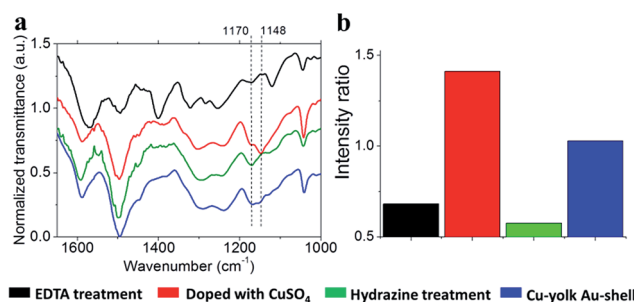 a
1170
1148
b
1.5
1.0
0.5
0.0
Normalized transmittance (a.u.)
1600
1400
1200
1000
Wavenumber (cm⁻¹)
1.5
1.0
0.5
Intensity ratio
EDTA treatment
Doped with CuSO₄
Hydrazine treatment
Cu-yolk Au-shell